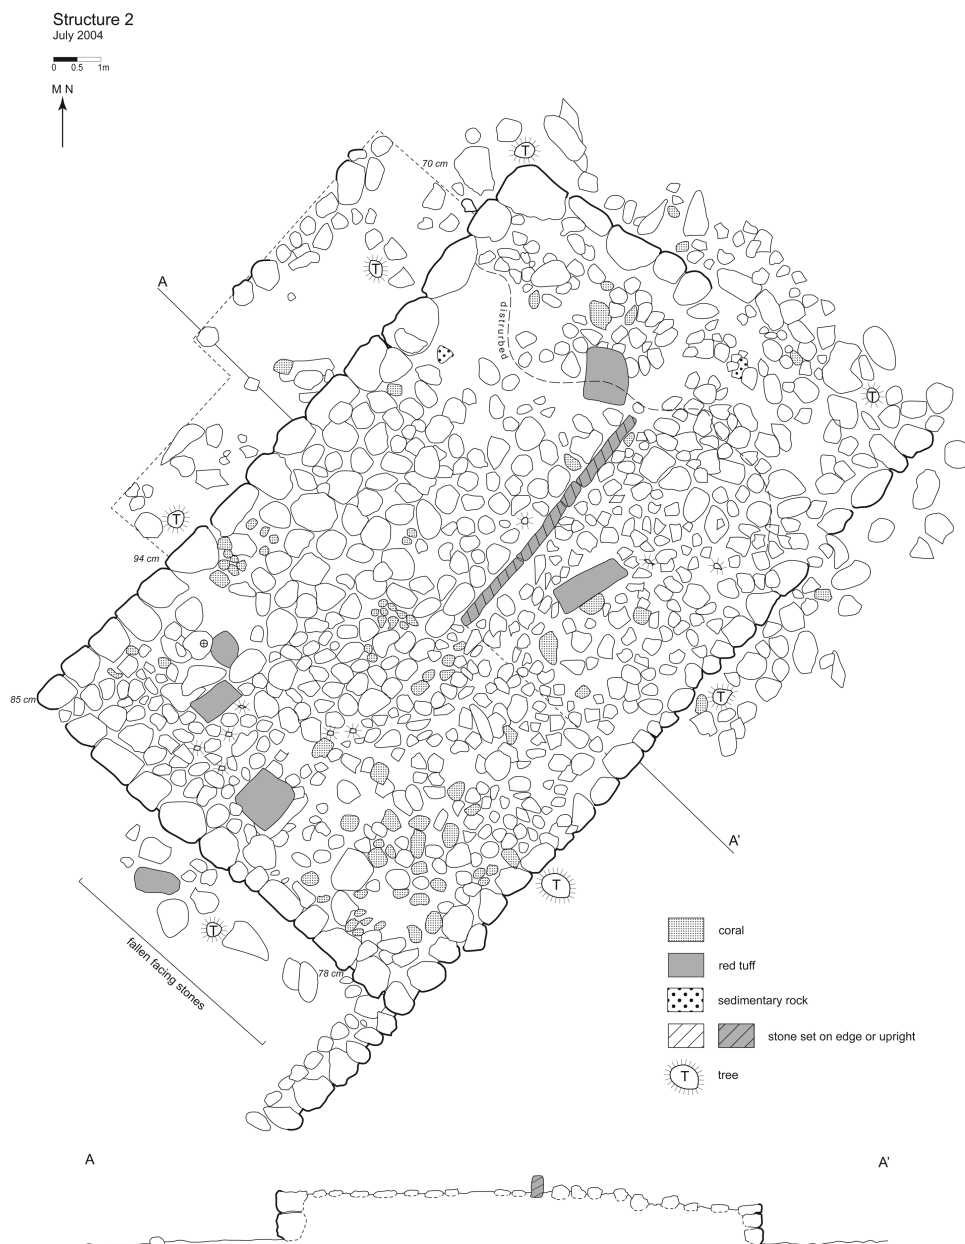 Structure 2
July 2004
0 0.5 1m
M N
70 cm
T
T
A
distrurbed
T
T
94 cm
85 cm
T
A'
T
T
fallen facing stones
78 cm
coral
red tuff
sedimentary rock
stone set on edge or upright
T tree
A A'